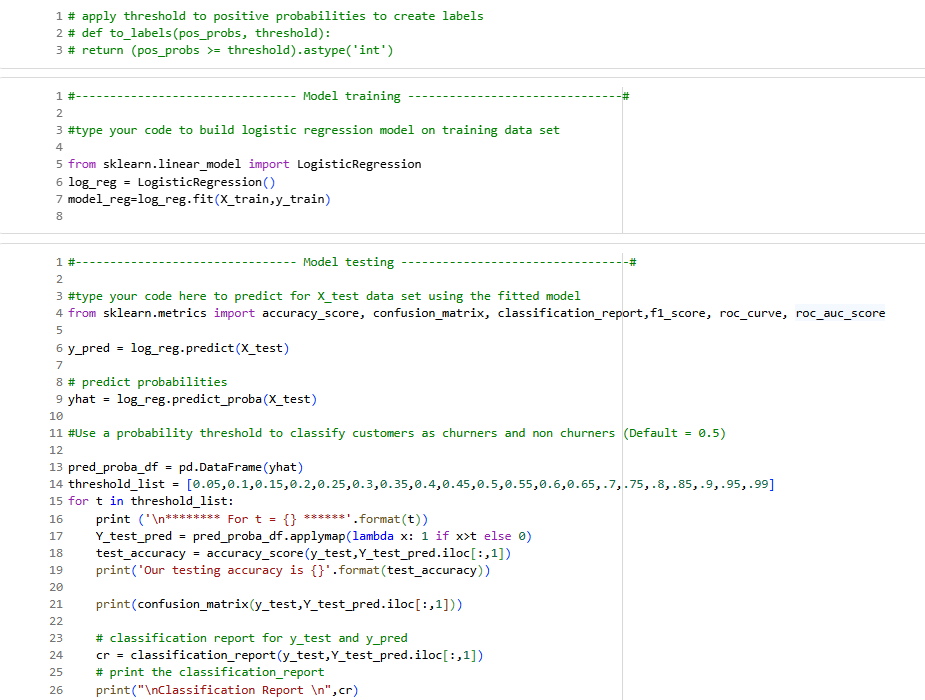 1 # apply threshold to positive probabilities to create labels
2 # def to_labels(pos_probs, threshold):
3 # return (pos_probs >= threshold).astype('int')
1 #-------------------------------- Model training -------------------------------#
2
3 #type your code to build logistic regression model on training data set
4
5 from sklearn.linear_model import LogisticRegression
6 log_reg = LogisticRegression()
7 model_reg=log_reg.fit(X_train,y_train)
8
1 #-------------------------------- Model testing ---------------------------------#
2
3 #type your code here to predict for X_test data set using the fitted model
4 from sklearn.metrics import accuracy_score, confusion_matrix, classification_report,f1_score, roc_curve, roc_auc_score
5
6 y_pred = log_reg.predict(X_test)
7
8 # predict probabilities
9 yhat = log_reg.predict_proba(X_test)
10
11 #Use a probability threshold to classify customers as churners and non churners (Default = 0.5)
12
13 pred_proba_df = pd.DataFrame(yhat)
14 threshold_list = [0.05,0.1,0.15,0.2,0.25,0.3,0.35,0.4,0.45,0.5,0.55,0.6,0.65,.7,.75,.8,.85,.9,.95,.99]
15 for t in threshold_list:
16     print ('\n******** For t = {} ******'.format(t))
17     Y_test_pred = pred_proba_df.applymap(lambda x: 1 if x>t else 0)
18     test_accuracy = accuracy_score(y_test,Y_test_pred.iloc[:,1])
19     print('Our testing accuracy is {}'.format(test_accuracy))
20
21     print(confusion_matrix(y_test,Y_test_pred.iloc[:,1]))
22
23     # classification report for y_test and y_pred
24     cr = classification_report(y_test,Y_test_pred.iloc[:,1])
25     # print the classification_report
26     print("\nClassification Report \n",cr)